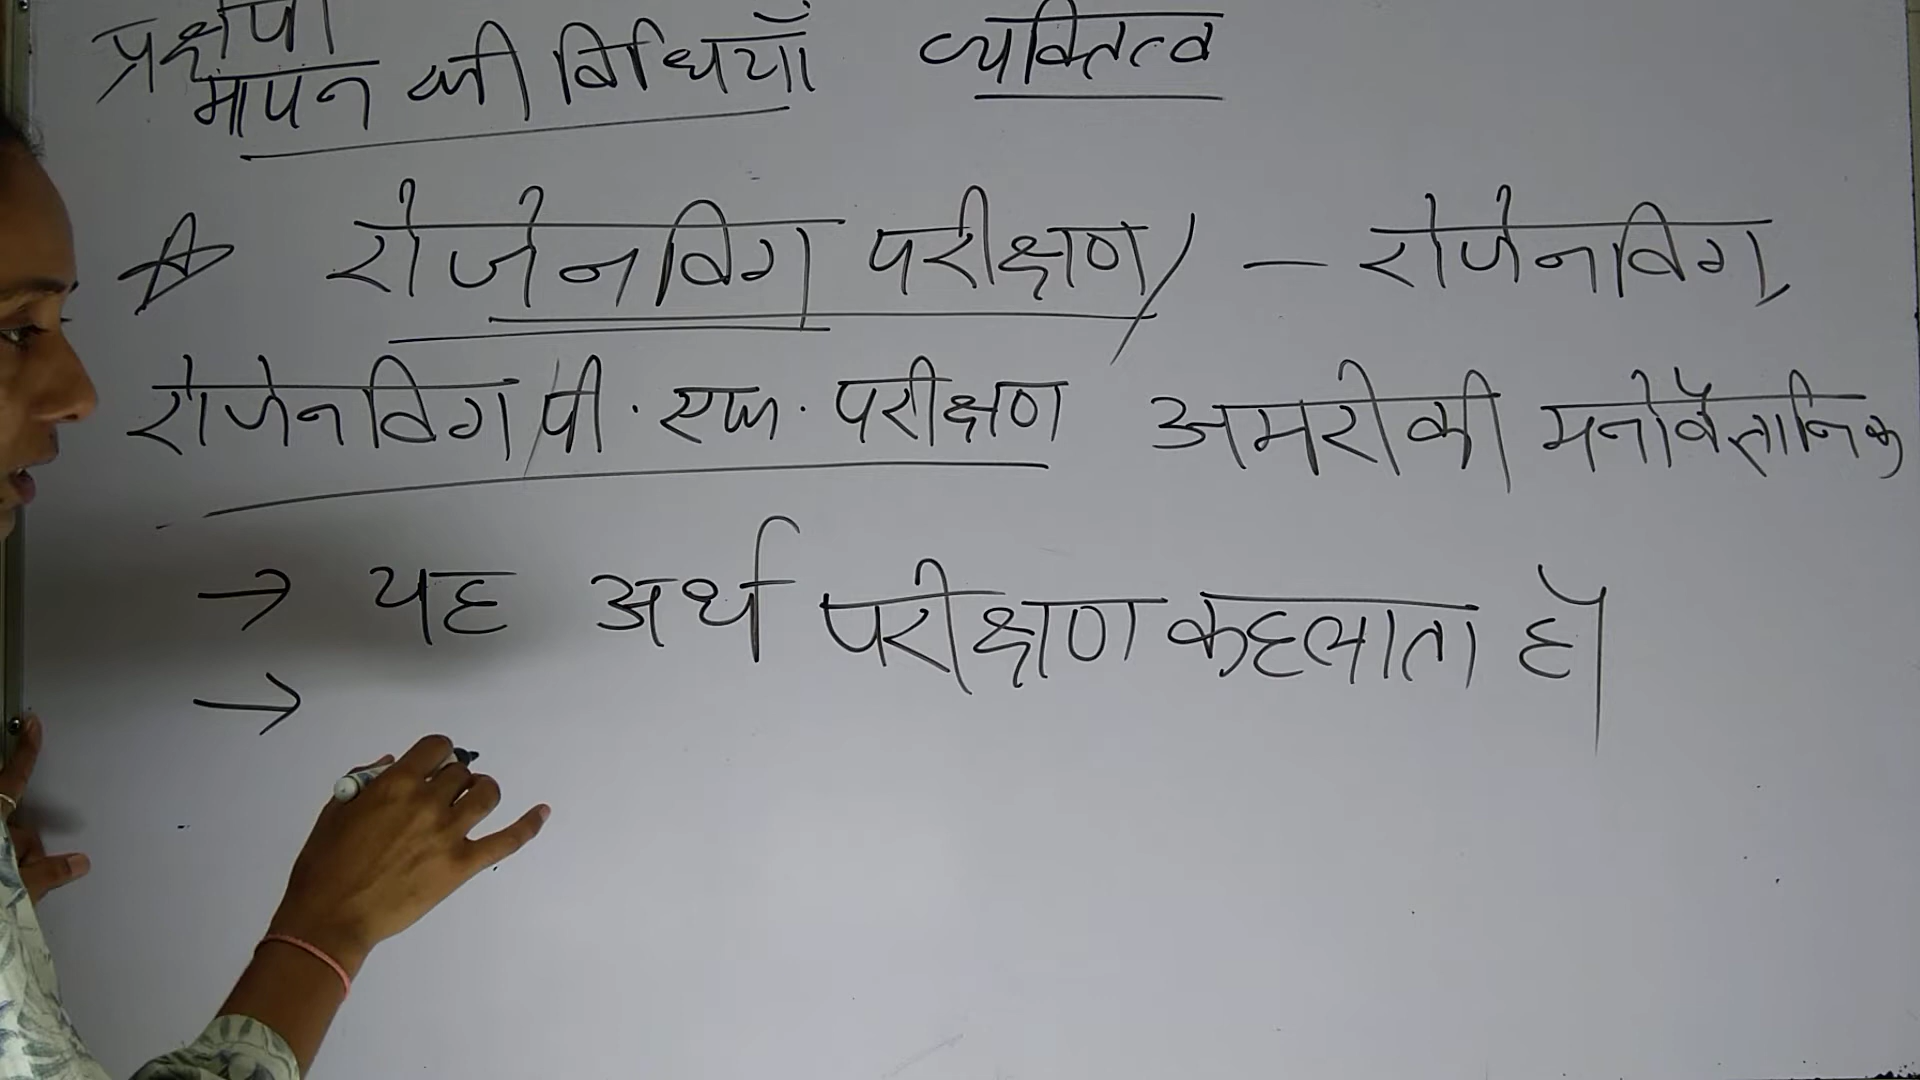 प्रक्षेपी
मापन की विधियाँ व्यक्तित्व
रोजेनविग परीक्षण / – रोजेनविग,
रोजेनविग / पी . एफ . परीक्षण अमरीकी मनोवैज्ञानिक
→ यह अर्थ परीक्षण कहलाता है।
→